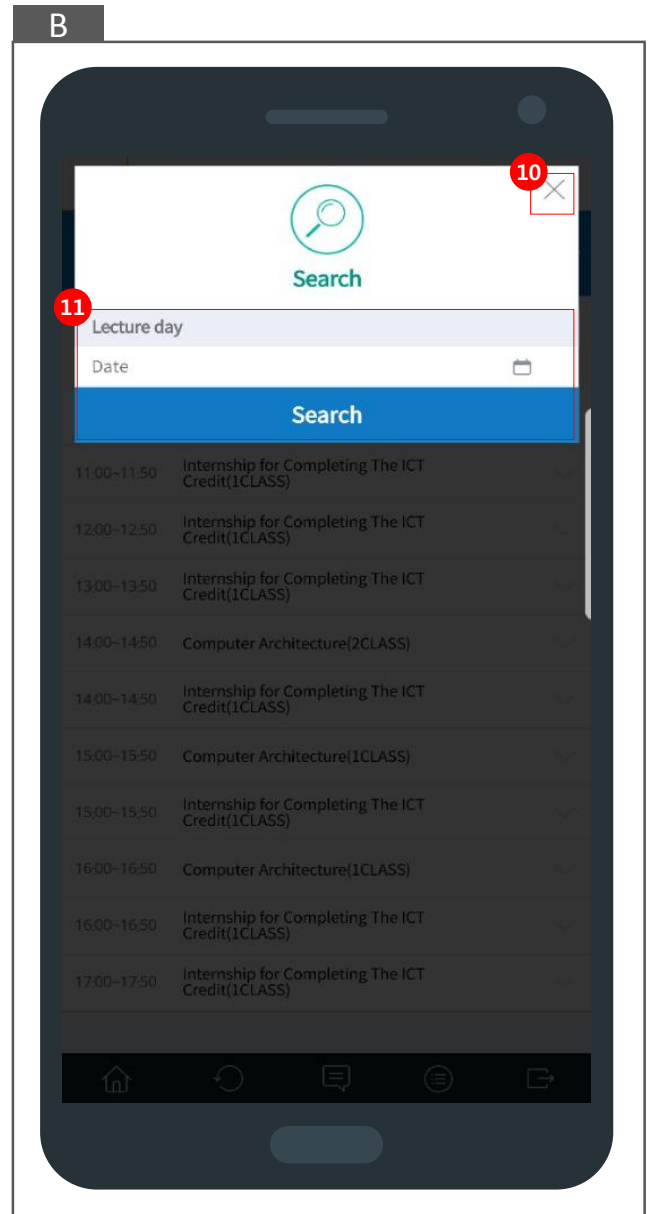 B
10
Search
11
Lecture day
Date
Search
11:00~11:50 Internship for Completing The ICT
Credit(1CLASS)
12:00~12:50 Internship for Completing The ICT
Credit(1CLASS)
13:00~13:50 Internship for Completing The ICT
Credit(1CLASS)
14:00~14:50 Computer Architecture(2CLASS)
14:00~14:50 Internship for Completing The ICT
Credit(1CLASS)
15:00~15:50 Computer Architecture(1CLASS)
15:00~15:50 Internship for Completing The ICT
Credit(1CLASS)
16:00~16:50 Computer Architecture(1CLASS)
16:00~16:50 Internship for Completing The ICT
Credit(1CLASS)
17:00~17:50 Internship for Completing The ICT
Credit(1CLASS)